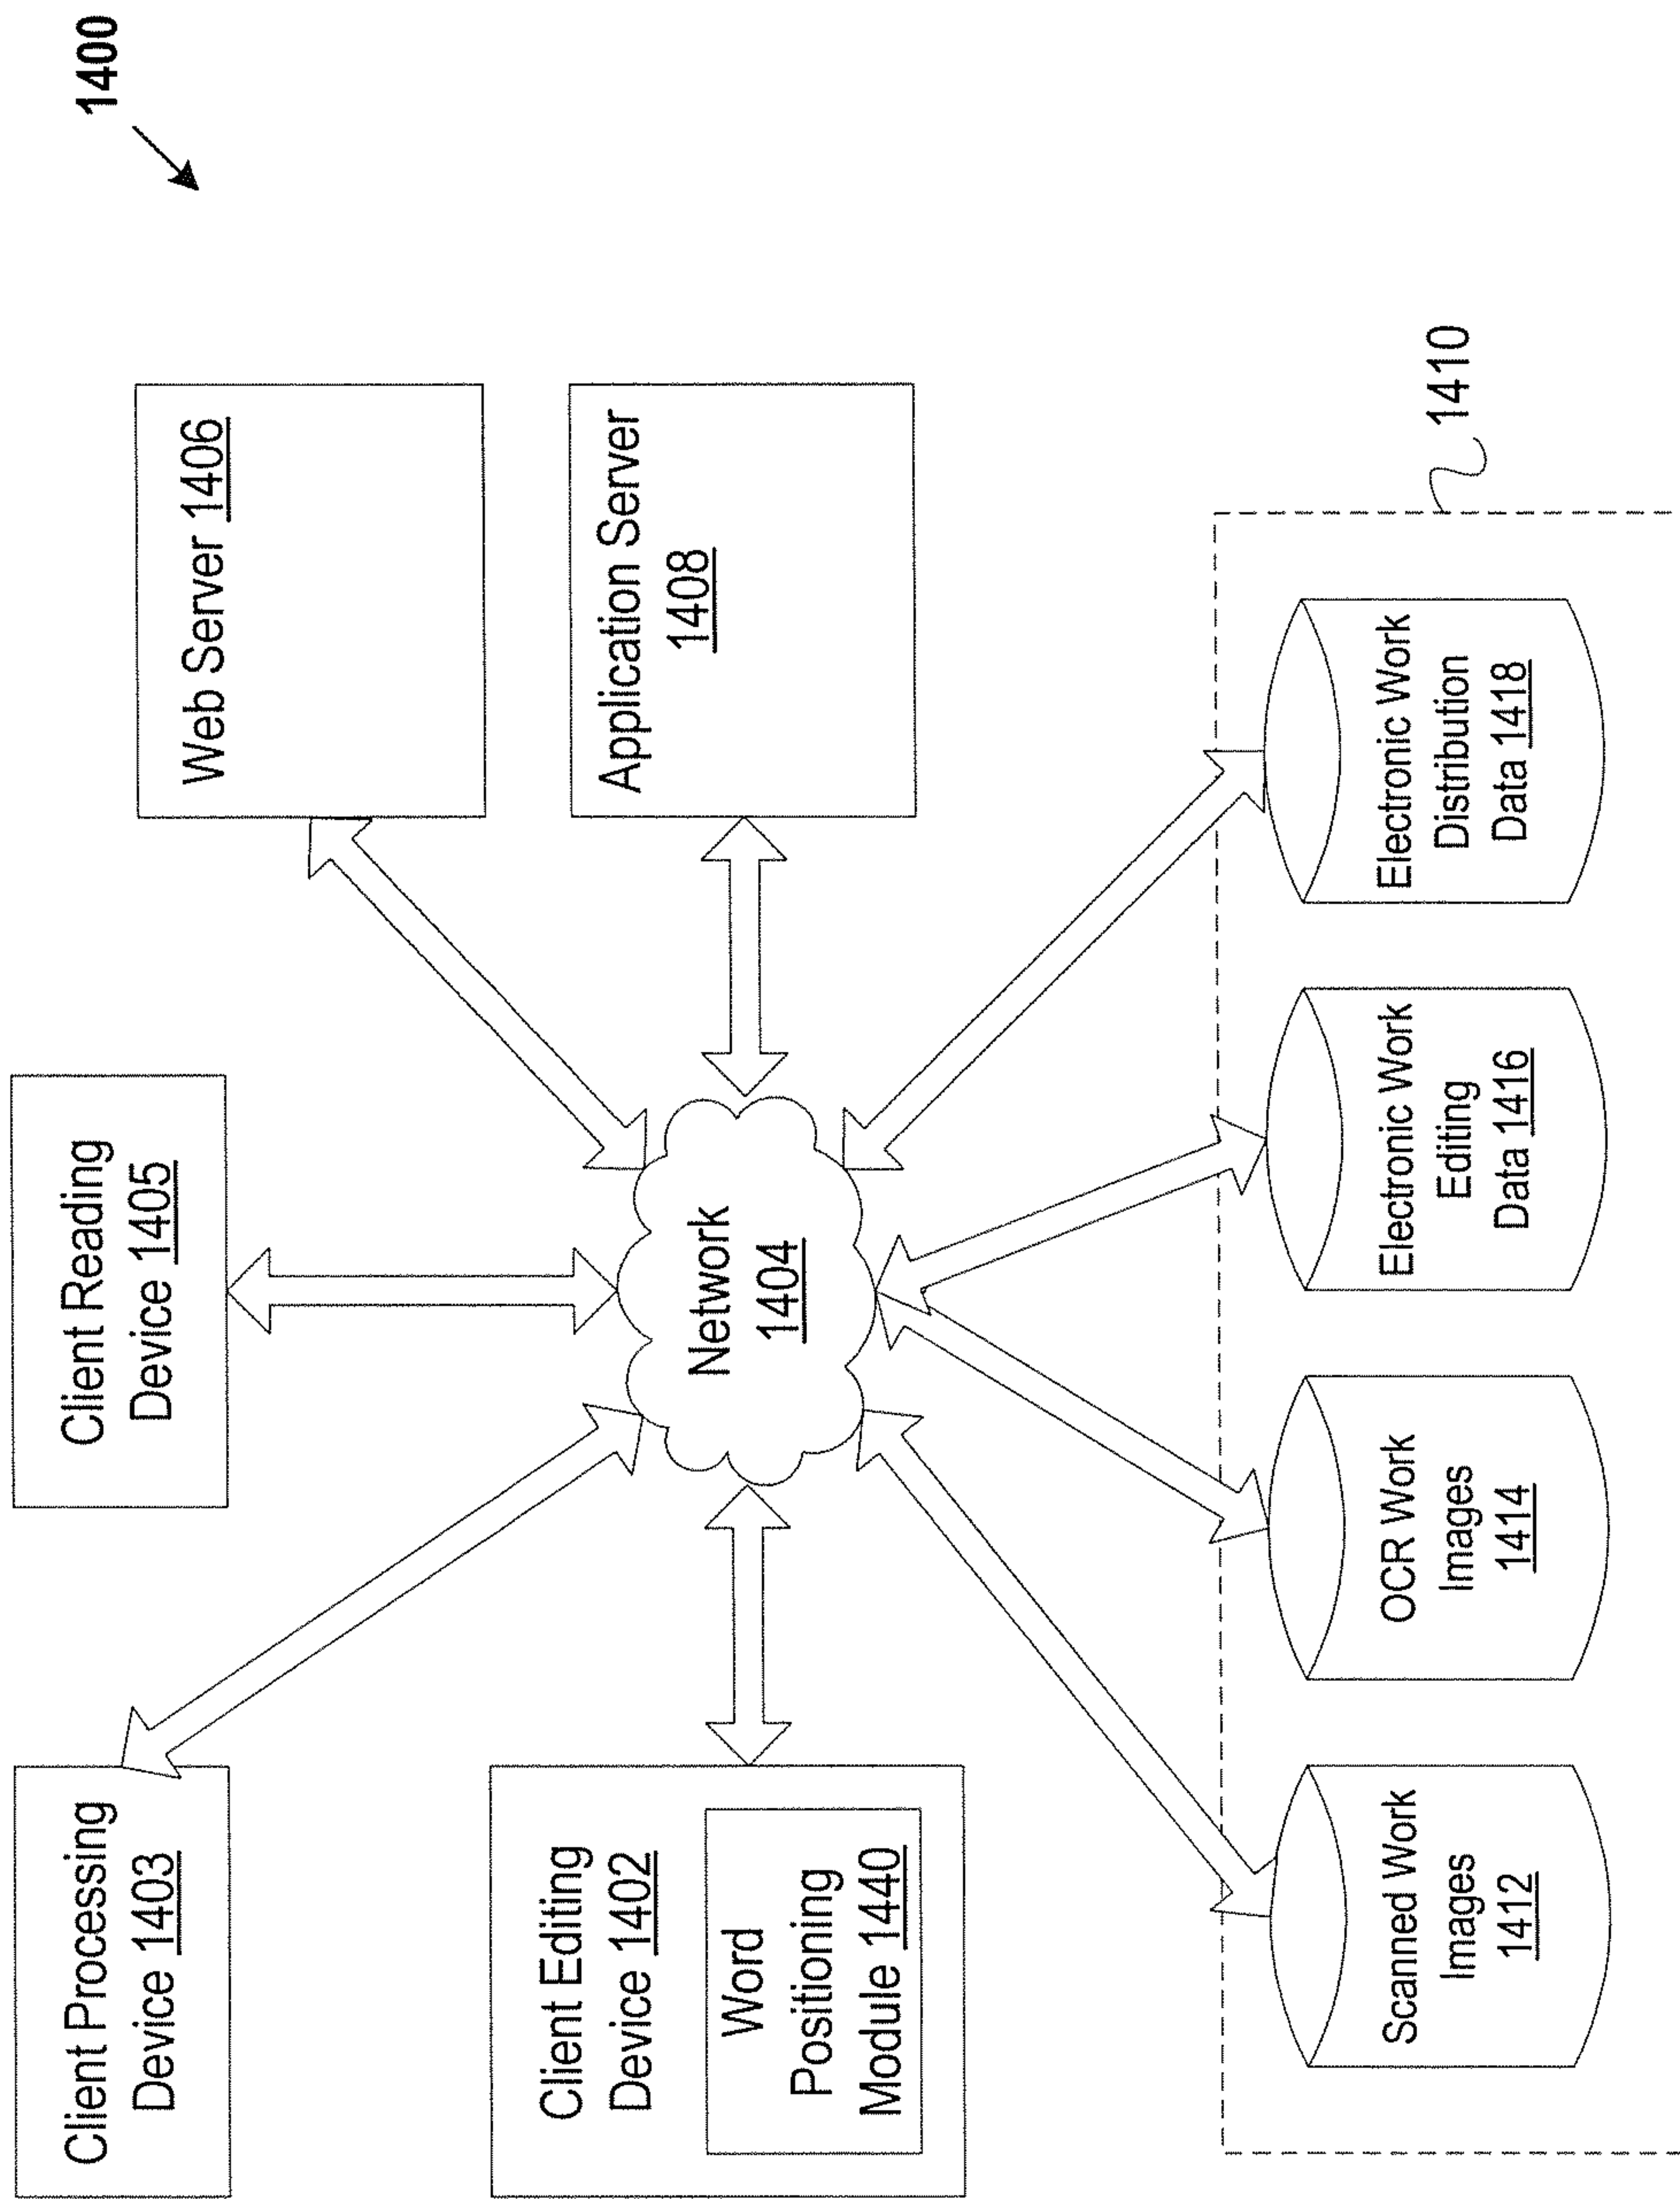 1400
Client Processing
Device 1403
Client Reading
Device 1405
Web Server 1406
Client Editing
Device 1402
Word
Positioning
Module 1440
Network
1404
Application Server
1408
1410
Scanned Work
Images
1412
OCR Work
Images
1414
Electronic Work
Editing
Data 1416
Electronic Work
Distribution
Data 1418